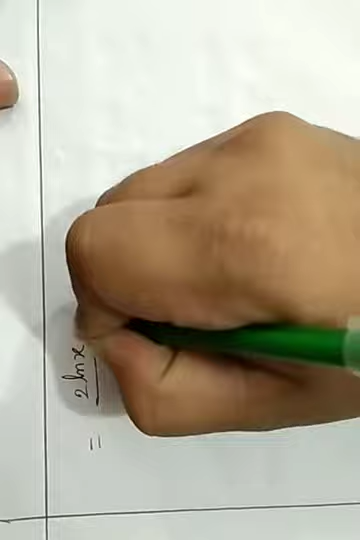 = 2lnx